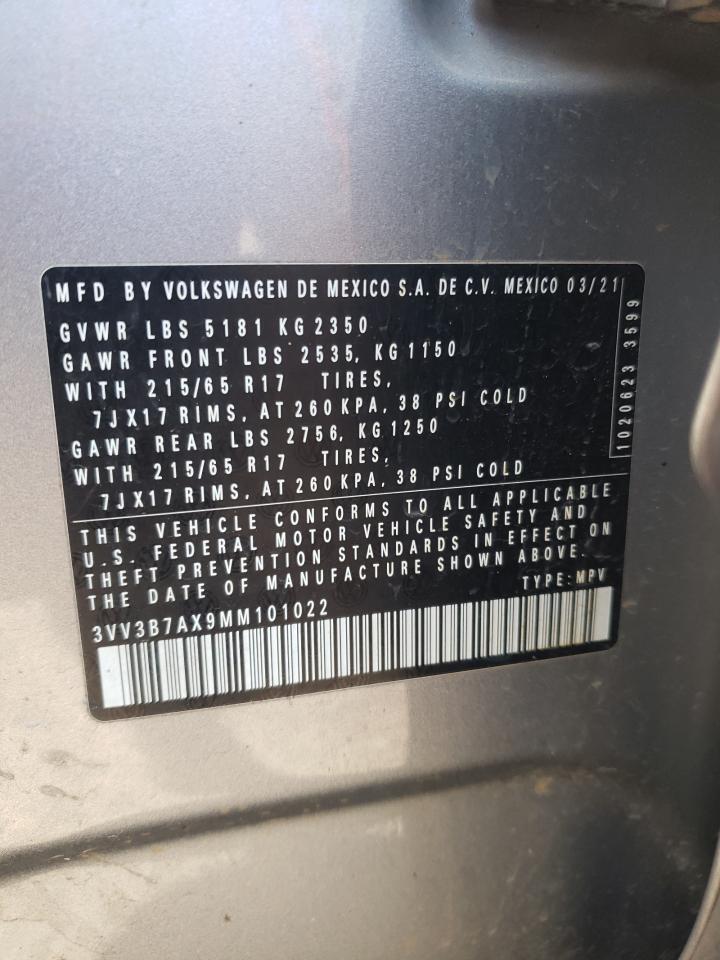 MFD BY VOLKSWAGEN DE MEXICO S.A. DE C.V. MEXICO 03/21
GVWR LBS 5181 KG 2350
GAWR FRONT LBS 2535, KG 1150
WITH 215/65 R17 TIRES,
7JX17 RIMS, AT 260 KPA, 38 PSI COLD
GAWR REAR LBS 2756, KG 1250
WITH 215/65 R17 TIRES,
7JX17 RIMS, AT 260 KPA, 38 PSI COLD
1020623 3599
THIS VEHICLE CONFORMS TO ALL APPLICABLE
U.S. FEDERAL MOTOR VEHICLE SAFETY AND
THEFT PREVENTION STANDARDS IN EFFECT ON
THE DATE OF MANUFACTURE SHOWN ABOVE.
TYPE: MPV
3VV3B7AX9MM101022